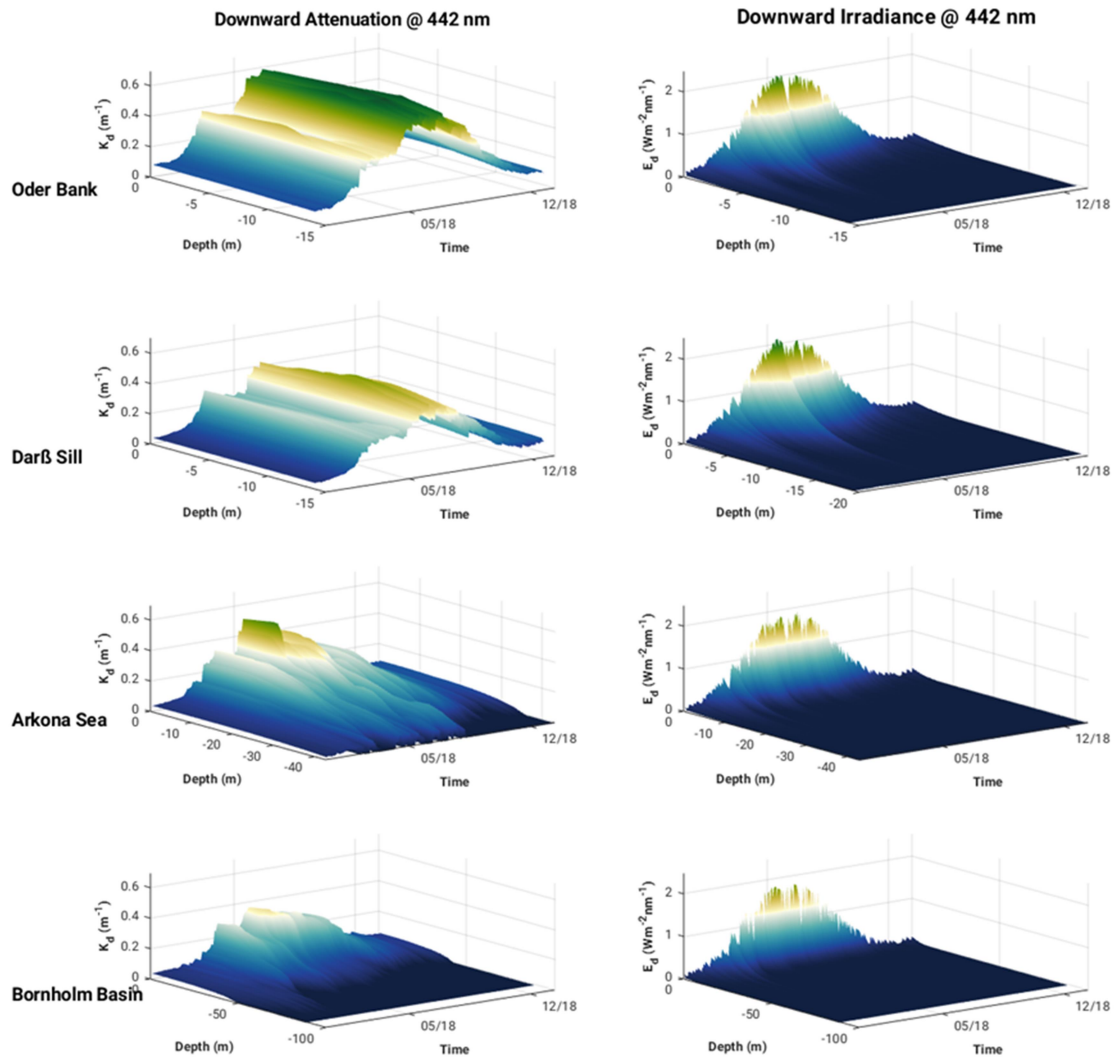 Downward Attenuation @ 442 nm
Downward Irradiance @ 442 nm
Oder Bank
K_d (m⁻¹)
0.6
0.4
0.2
0
0
-5
-10
-15
Depth (m)
05/18
12/18
Time
E_d (Wm⁻²nm⁻¹)
2
1
0
0
-5
-10
-15
Depth (m)
05/18
12/18
Time
Darß Sill
K_d (m⁻¹)
0.6
0.4
0.2
0
0
-5
-10
-15
Depth (m)
05/18
12/18
Time
E_d (Wm⁻²nm⁻¹)
2
1
0
0
-5
-10
-15
-20
Depth (m)
05/18
12/18
Time
Arkona Sea
K_d (m⁻¹)
0.6
0.4
0.2
0
0
-10
-20
-30
-40
Depth (m)
05/18
12/18
Time
E_d (Wm⁻²nm⁻¹)
2
1
0
0
-10
-20
-30
-40
Depth (m)
05/18
12/18
Time
Bornholm Basin
K_d (m⁻¹)
0.6
0.4
0.2
0
0
-50
-100
Depth (m)
05/18
12/18
Time
E_d (Wm⁻²nm⁻¹)
2
1
0
0
-50
-100
Depth (m)
05/18
12/18
Time